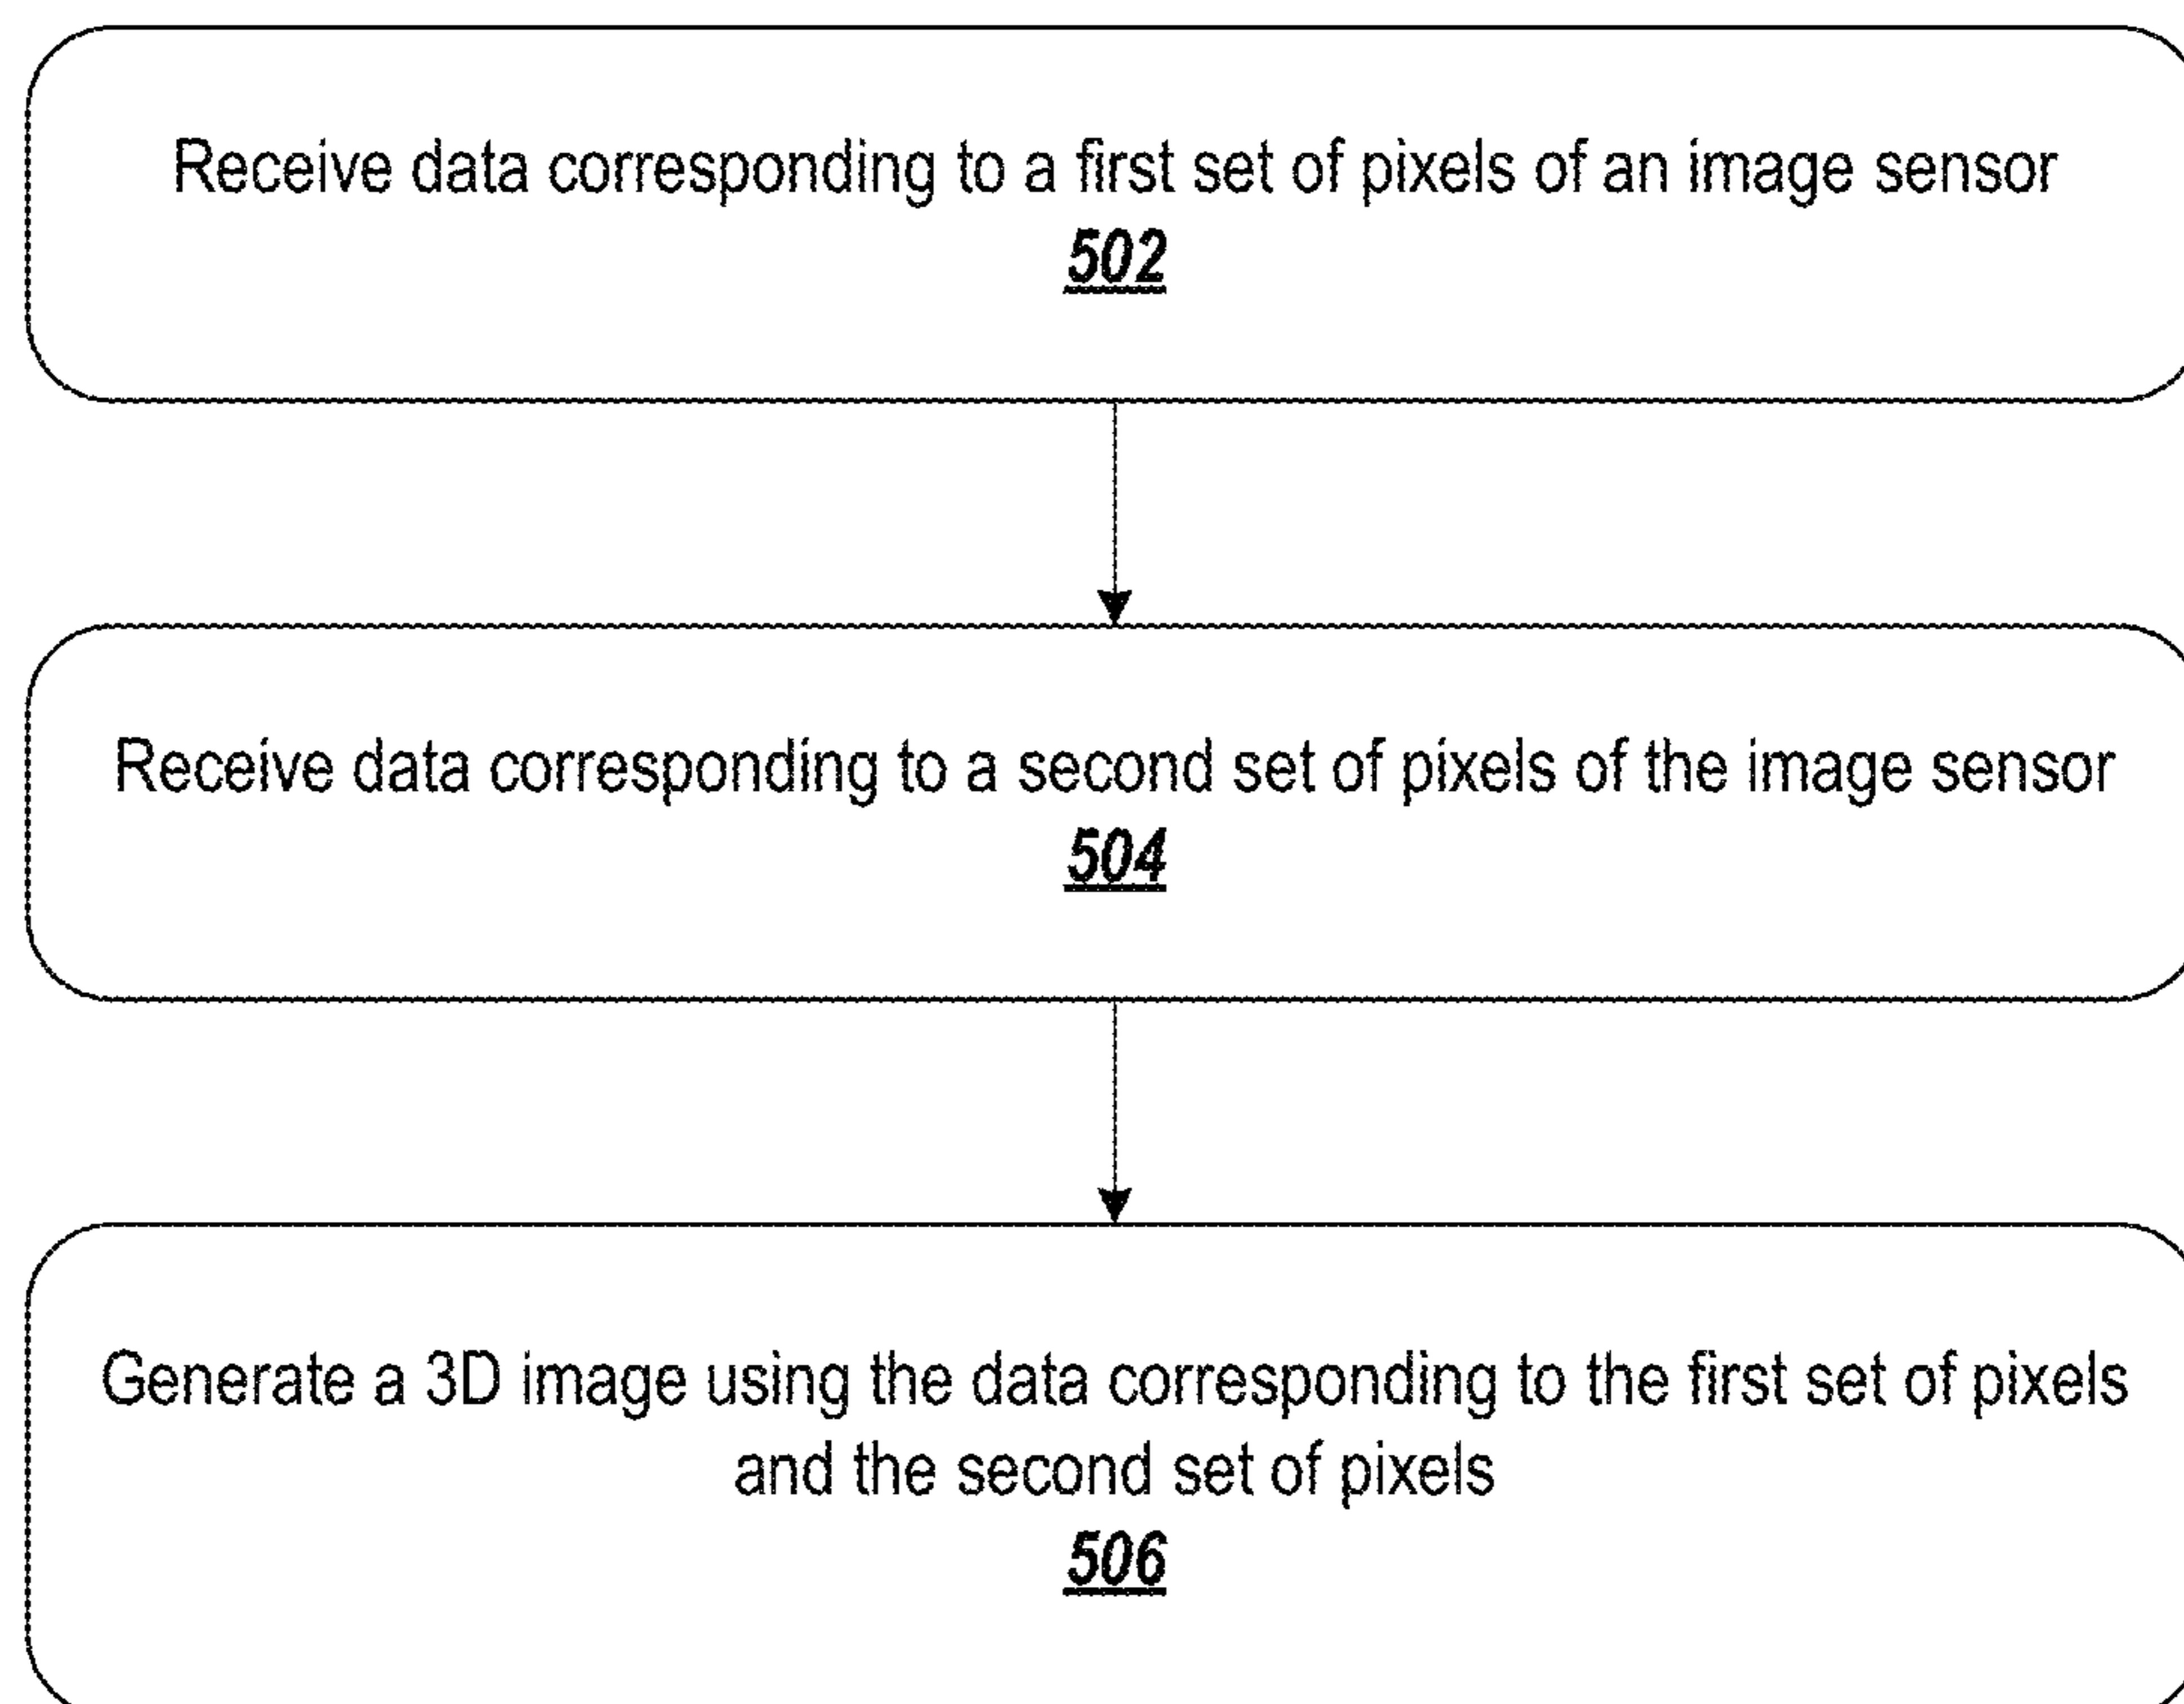 Receive data corresponding to a first set of pixels of an image sensor
502
Receive data corresponding to a second set of pixels of the image sensor
504
Generate a 3D image using the data corresponding to the first set of pixels
and the second set of pixels
506